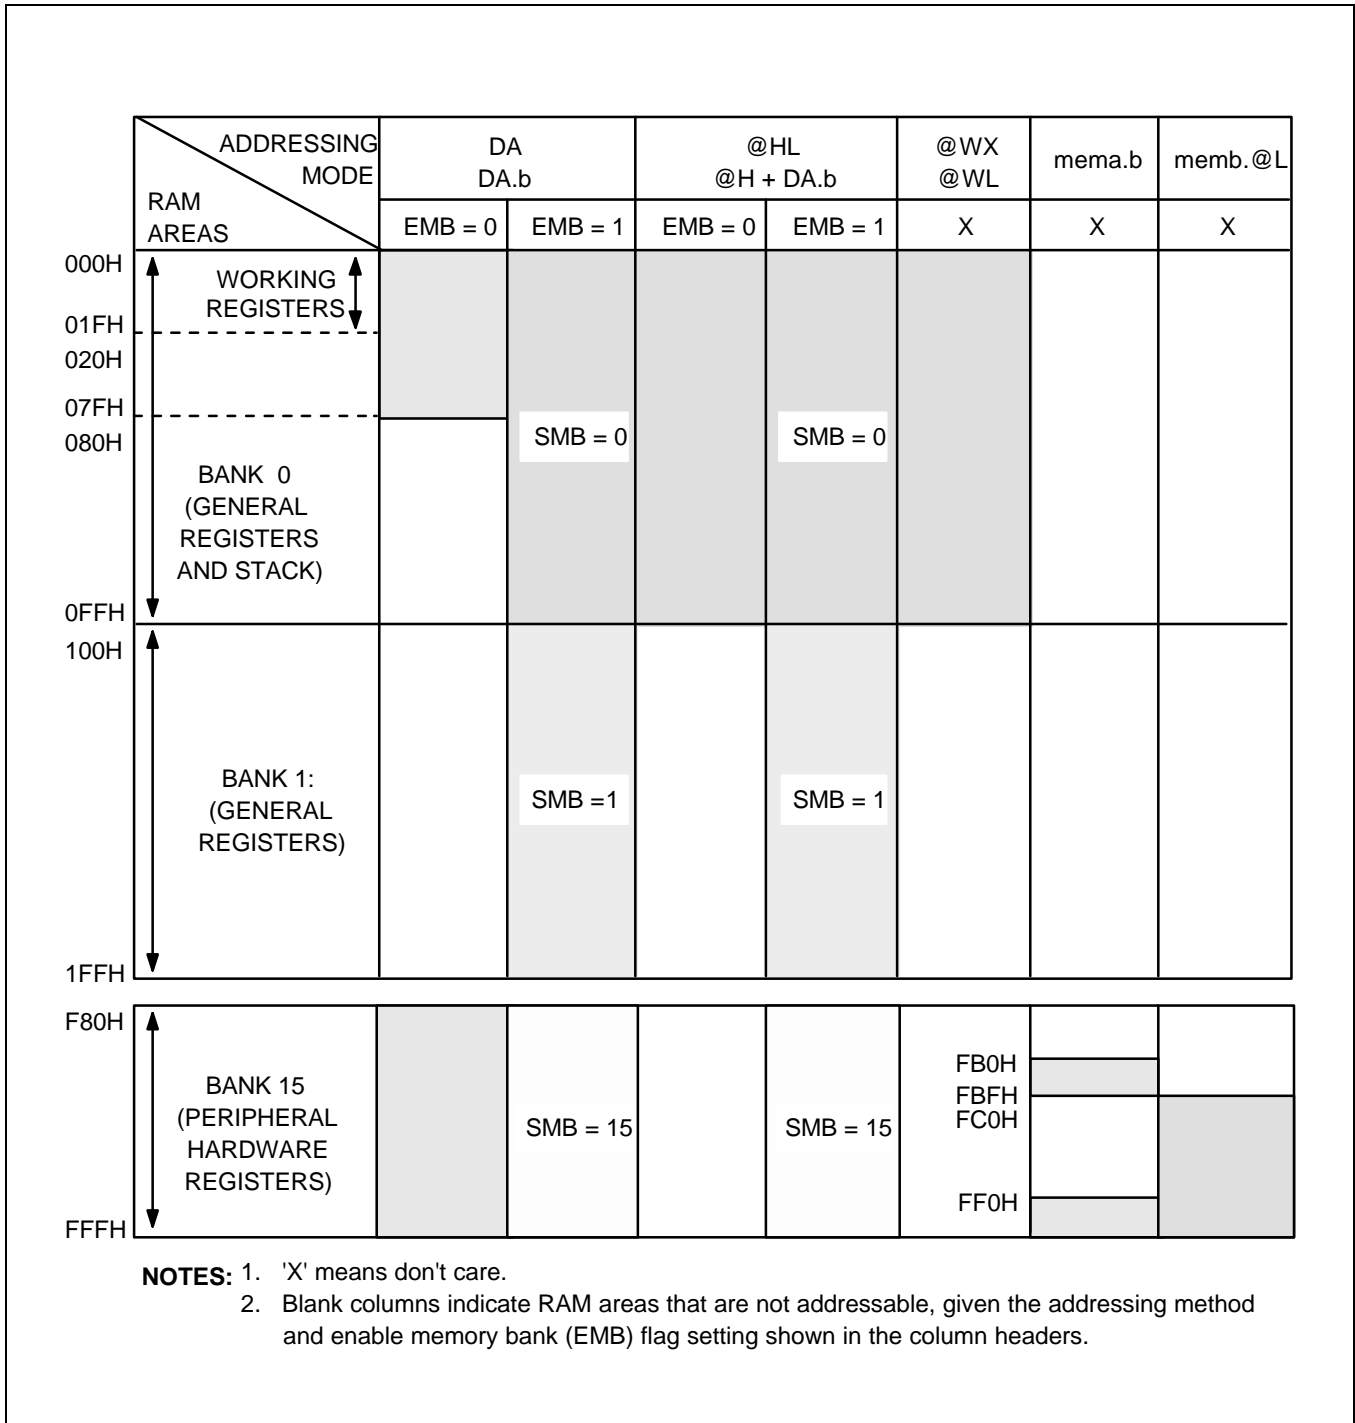 ADDRESSING
MODE
RAM
AREAS
DA
DA.b
@HL
@H + DA.b
@WX
@WL
mema.b
memb.@L
EMB = 0
EMB = 1
EMB = 0
EMB = 1
X
X
X
000H
WORKING
REGISTERS
01FH
020H
07FH
080H
SMB = 0
SMB = 0
BANK 0
(GENERAL
REGISTERS
AND STACK)
0FFH
100H
BANK 1:
(GENERAL
REGISTERS)
SMB =1
SMB = 1
1FFH
F80H
BANK 15
(PERIPHERAL
HARDWARE
REGISTERS)
SMB = 15
SMB = 15
FB0H
FBFH
FC0H
FF0H
FFFH
NOTES: 1. 'X' means don't care.
2. Blank columns indicate RAM areas that are not addressable, given the addressing method
and enable memory bank (EMB) flag setting shown in the column headers.